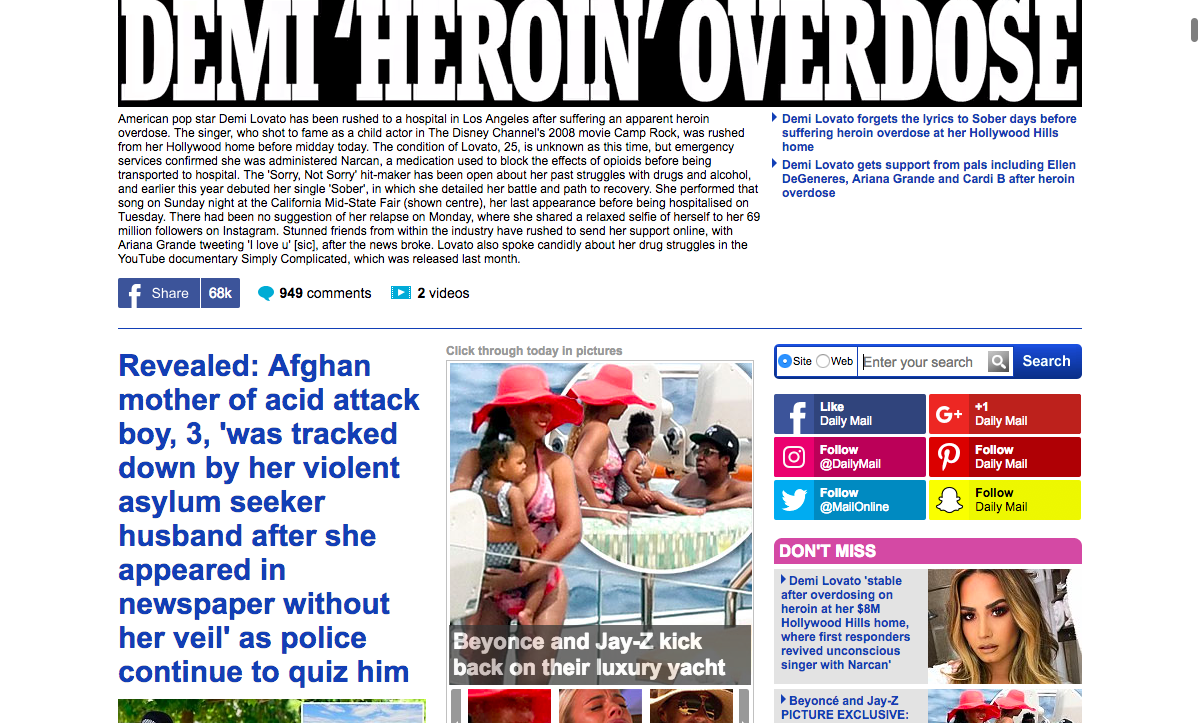 DEMI 'HEROIN' OVERDOSE
American pop star Demi Lovato has been rushed to a hospital in Los Angeles after suffering an apparent heroin
overdose. The singer, who shot to fame as a child actor in The Disney Channel's 2008 movie Camp Rock, was rushed
from her Hollywood home before midday today. The condition of Lovato, 25, is unknown as this time, but emergency
services confirmed she was administered Narcan, a medication used to block the effects of opioids before being
transported to hospital. The 'Sorry, Not Sorry' hit-maker has been open about her past struggles with drugs and alcohol,
and earlier this year debuted her single 'Sober', in which she detailed her battle and path to recovery. She performed that
song on Sunday night at the California Mid-State Fair (shown centre), her last appearance before being hospitalised on
Tuesday. There had been no suggestion of her relapse on Monday, where she shared a relaxed selfie of herself to her 69
million followers on Instagram. Stunned friends from within the industry have rushed to send her support online, with
Ariana Grande tweeting 'I love u' [sic], after the news broke. Lovato also spoke candidly about her drug struggles in the
YouTube documentary Simply Complicated, which was released last month.
Demi Lovato forgets the lyrics to Sober days before
suffering heroin overdose at her Hollywood Hills
home
Demi Lovato gets support from pals including Ellen
DeGeneres, Ariana Grande and Cardi B after heroin
overdose
Share 68k 949 comments 2 videos
Revealed: Afghan
mother of acid attack
boy, 3, 'was tracked
down by her violent
asylum seeker
husband after she
appeared in
newspaper without
her veil' as police
continue to quiz him
Click through today in pictures
Beyonce and Jay-Z kick
back on their luxury yacht
Site Web Enter your search Search
Like
Daily Mail
G+ +1
Daily Mail
Follow
@DailyMail
Follow
Daily Mail
Follow
@MailOnline
Follow
Daily Mail
DON'T MISS
Demi Lovato 'stable
after overdosing on
heroin at her $8M
Hollywood Hills home,
where first responders
revived unconscious
singer with Narcan'
Beyoncé and Jay-Z
PICTURE EXCLUSIVE: